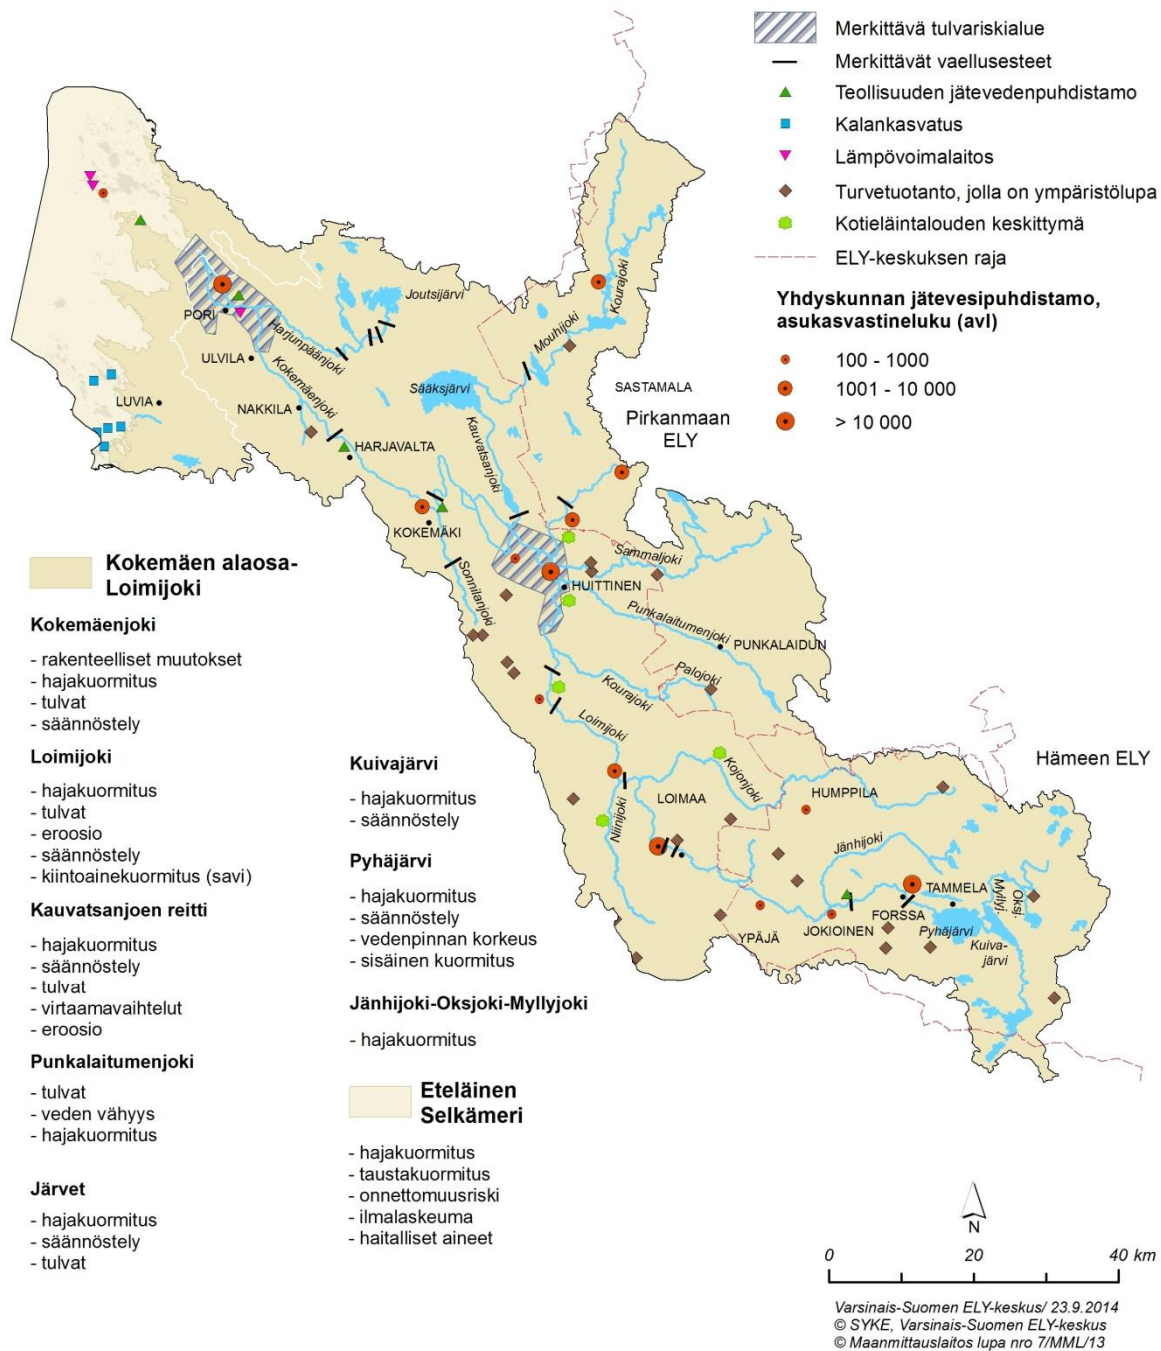 Merkittävä tulvariskialue
Merkittävät vaellusesteet
Teollisuuden jätevedenpuhdistamo
Kalankasvatus
Lämpövoimalaitos
Turvetuotanto, jolla on ympäristölupa
Kotieläintalouden keskittymä
ELY-keskuksen raja
Yhdyskunnan jätevesipuhdistamo,
asukasvastineluku (avl)
100 - 1000
1001 - 10 000
> 10 000
Kourajoki
Joutsijärvi
Mouhijoki
PORI
Harjunpäänjoki
ULVILA
Kokemäenjoki
Sääksjärvi
SASTAMALA
Pirkanmaan
ELY
LUVIA
NAKKILA
Kauvatsanjoki
HARJAVALTA
KOKEMÄKI
Sammaljoki
Sonnilanjoki
HUITTINEN
Punkalaitumenjoki
PUNKALAIDUN
Palojoki
Kourajoki
Loimijoki
Kojonjoki
Hämeen ELY
HUMPPILA
LOIMAA
Niinijoki
Jänhijoki
TAMMELA
Myllyj.
Oksj.
FORSSA
JOKIOINEN
YPÄJÄ
Pyhäjärvi
Kuiva-
järvi
Kokemäen alaosa-
Loimijoki
Kokemäenjoki
- rakenteelliset muutokset
- hajakuormitus
- tulvat
- säännöstely
Loimijoki
- hajakuormitus
- tulvat
- eroosio
- säännöstely
- kiintoainekuormitus (savi)
Kauvatsanjoen reitti
- hajakuormitus
- säännöstely
- tulvat
- virtaamavaihtelut
- eroosio
Punkalaitumenjoki
- tulvat
- veden vähyys
- hajakuormitus
Järvet
- hajakuormitus
- säännöstely
- tulvat
Kuivajärvi
- hajakuormitus
- säännöstely
Pyhäjärvi
- hajakuormitus
- säännöstely
- vedenpinnan korkeus
- sisäinen kuormitus
Jänhijoki-Oksjoki-Myllyjoki
- hajakuormitus
Eteläinen
Selkämeri
- hajakuormitus
- taustakuormitus
- onnettomuusriski
- ilmalaskeuma
- haitalliset aineet
N
0 20 40 km
Varsinais-Suomen ELY-keskus/ 23.9.2014
© SYKE, Varsinais-Suomen ELY-keskus
© Maanmittauslaitos lupa nro 7/MML/13